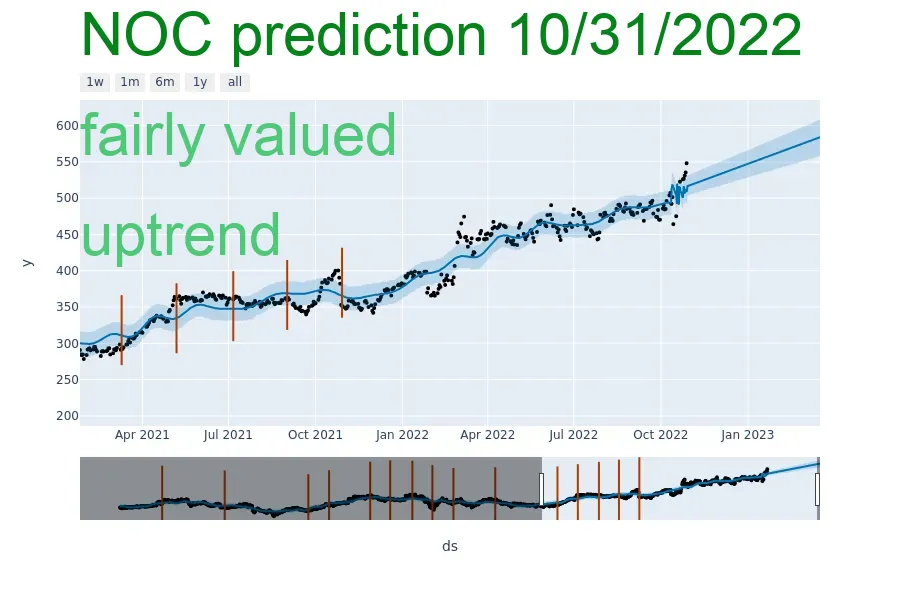 NOC prediction 10/31/2022
1w 1m 6m 1y all
fairly valued
uptrend
600
550
500
450
400
350
300
250
200
y
Apr 2021 Jul 2021 Oct 2021 Jan 2022 Apr 2022 Jul 2022 Oct 2022 Jan 2023
ds